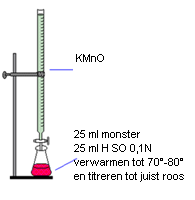 KMnO
25 ml monster
25 ml H SO 0,1N
verwarmen tot 70°-80°
en titreren tot juist roos